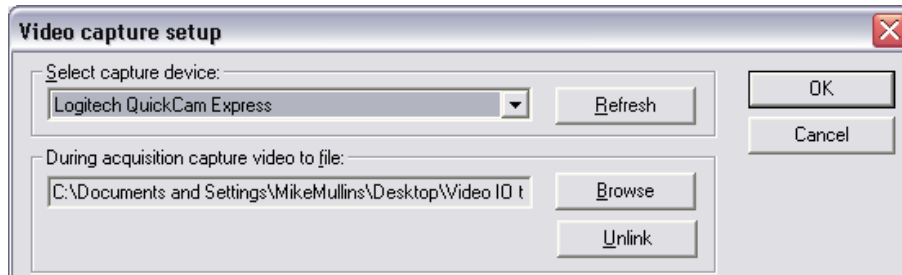 Video capture setup
Select capture device:
Logitech QuickCam Express
Refresh
OK
Cancel
During acquisition capture video to file:
C:\Documents and Settings\MikeMullins\Desktop\Video IO t
Browse
Unlink